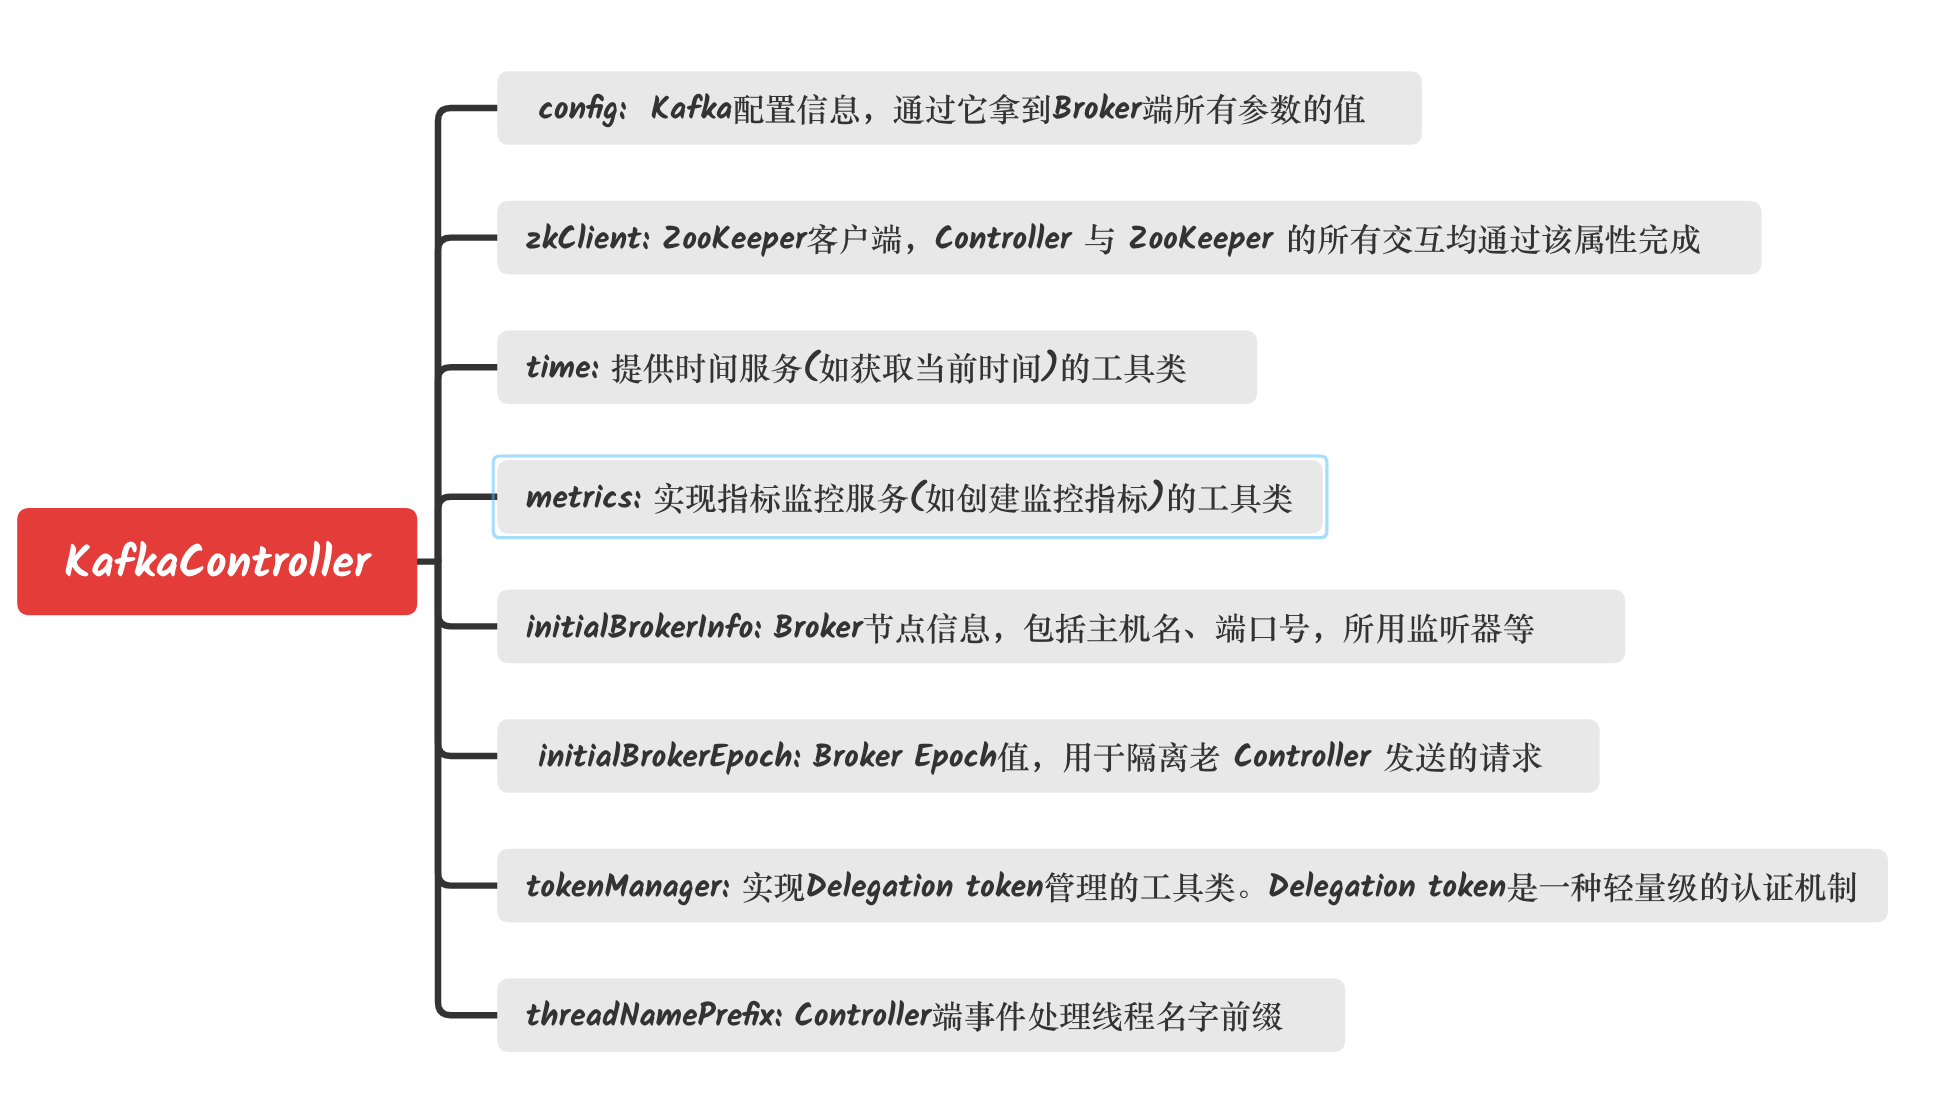 KafkaController
config: Kafka配置信息，通过它拿到Broker端所有参数的值
zkClient: ZooKeeper客户端，Controller 与 ZooKeeper 的所有交互均通过该属性完成
time: 提供时间服务(如获取当前时间)的工具类
metrics: 实现指标监控服务(如创建监控指标)的工具类
initialBrokerInfo: Broker节点信息，包括主机名、端口号，所用监听器等
initialBrokerEpoch: Broker Epoch值，用于隔离老 Controller 发送的请求
tokenManager: 实现Delegation token管理的工具类。Delegation token是一种轻量级的认证机制
threadNamePrefix: Controller端事件处理线程名字前缀